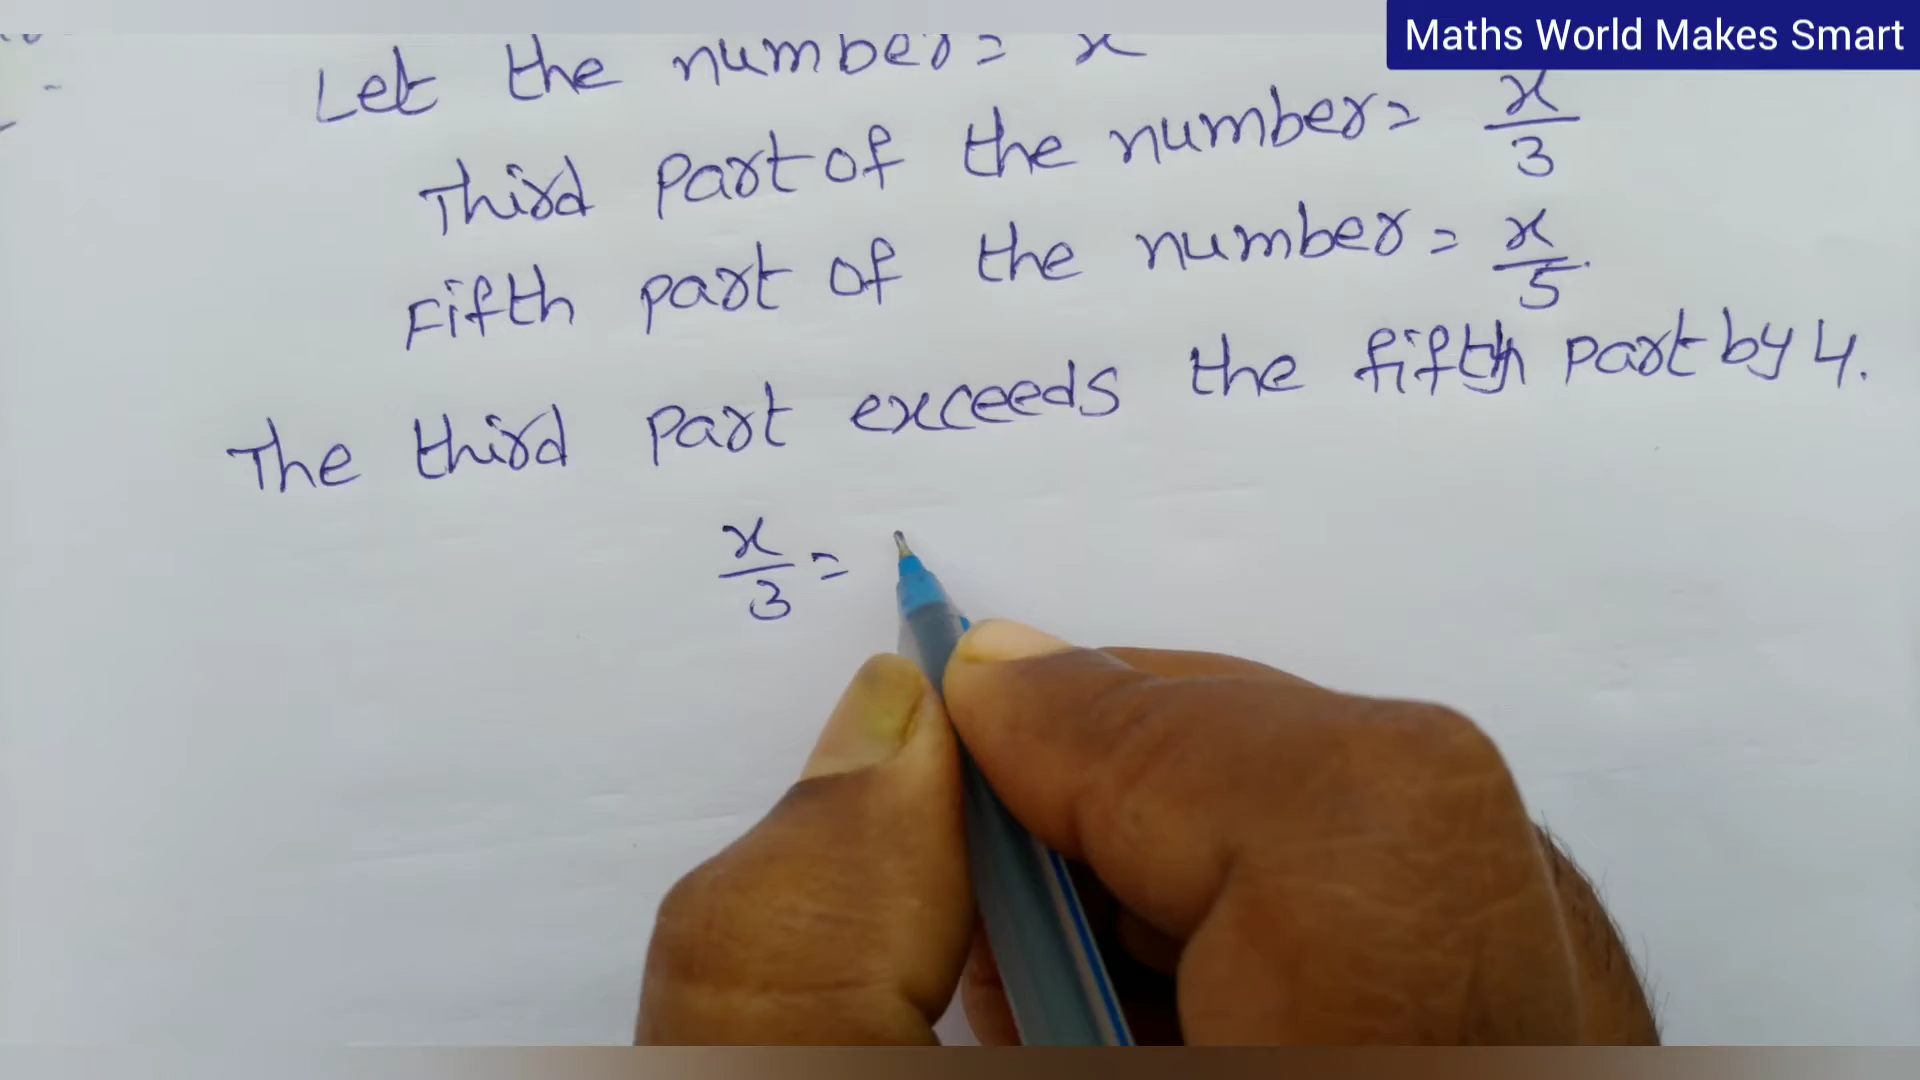 Maths World Makes Smart
Let the number = x
Third part of the number = x/3
Fifth part of the number = x/5
The third part exceeds the fifth part by 4.
x/3 =